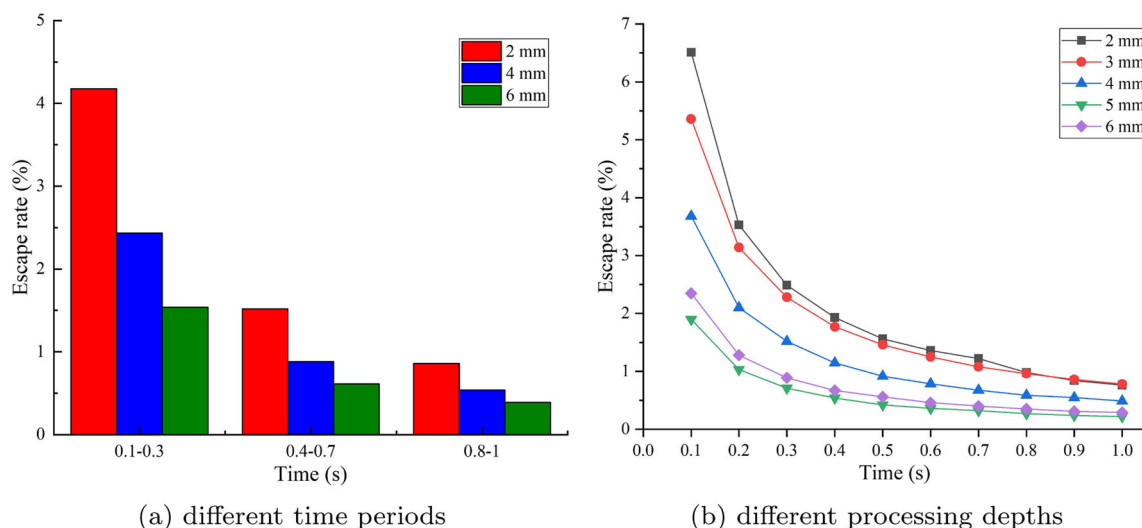 5
4
3
2
1
0
Escape rate (%)
2 mm
4 mm
6 mm
0.1-0.3
0.4-0.7
0.8-1
Time (s)
(a) different time periods
7
6
5
4
3
2
1
0
Escape rate (%)
2 mm
3 mm
4 mm
5 mm
6 mm
0.0 0.1 0.2 0.3 0.4 0.5 0.6 0.7 0.8 0.9 1.0
Time (s)
(b) different processing depths